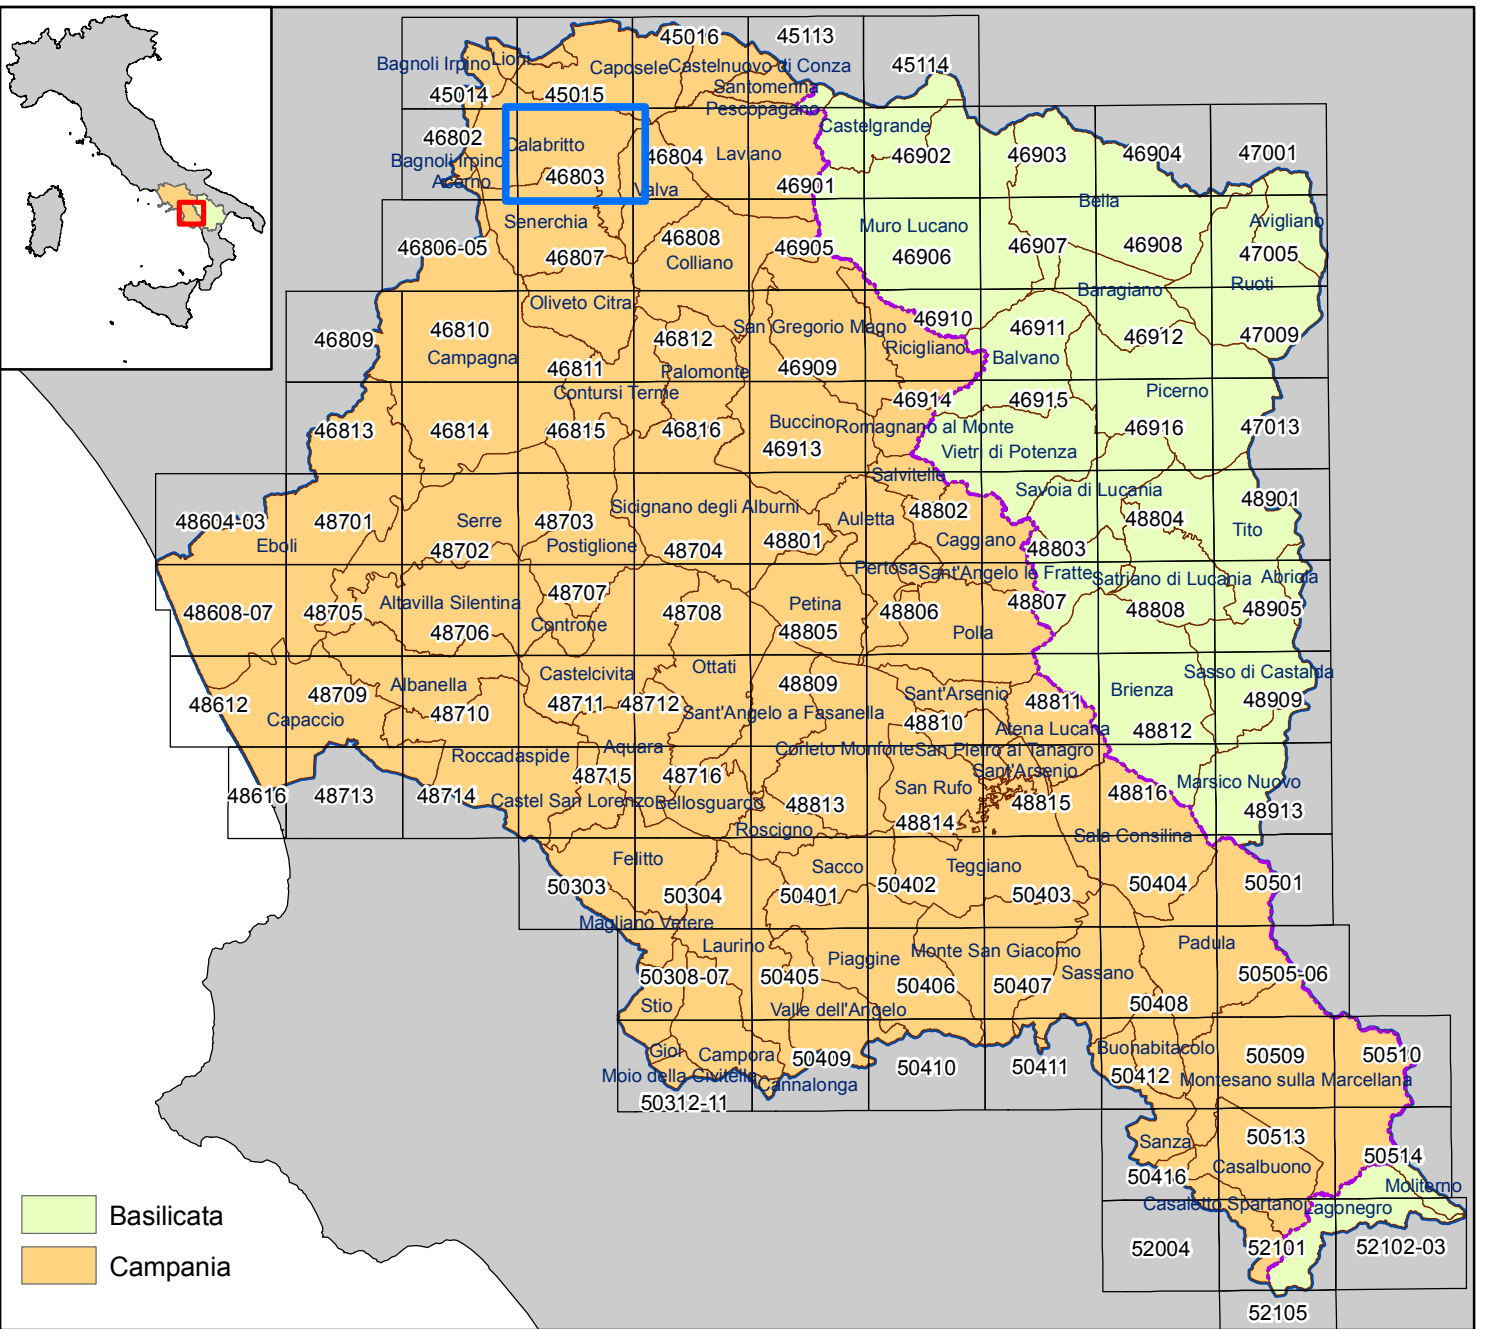 45016
45113
Bagnoli Irpino
Lioni
Caposele
Castelnuovo di Conza
45114
45014
45015
Santomenna
Pescopagano
46802
Calabritto
Castelgrande
Bagnoli Irpino
46804
Laviano
46902
46903
46904
47001
Acerno
46803
Valva
46901
Senerchia
Muro Lucano
Bella
Avigliano
46806-05
46807
46808
46905
46906
46907
46908
47005
Colliano
Baragiano
Ruoti
Oliveto Citra
46809
46810
46812
San Gregorio Magno
46910
46911
46912
47009
Campagna
46811
Palomonte
46909
Ricigliano
Balvano
Contursi Terme
46914
46915
Picerno
46813
46814
46815
46816
Buccino
Romagnano al Monte
46916
47013
46913
Vietri di Potenza
Salvitelle
Savoia di Lucania
48901
48604-03
48701
Serre
48703
Sicignano degli Alburni
Auletta
48802
48804
Tito
Eboli
48702
Postiglione
48704
48801
Caggiano
48803
Pertosa
Sant'Angelo le Fratte
Satriano di Lucania
Abriola
48608-07
48705
Altavilla Silentina
48707
48708
Petina
48806
48807
48808
48905
48706
Controne
48805
Polla
Castelcivita
Ottati
Sasso di Castalda
48612
48709
Albanella
48711
48712
48809
Sant'Arsenio
48811
Brienza
48909
Capaccio
48710
Sant'Angelo a Fasanella
48810
Atena Lucana
48812
Roccadaspide
Aquara
Corleto Monforte
San Pietro al Tanagro
48715
48716
Sant'Arsenio
Marsico Nuovo
48616
48713
48714
Castel San Lorenzo
Bellosguardo
48813
San Rufo
48815
48816
48913
Roscigno
48814
Sala Consilina
Felitto
Sacco
Teggiano
50303
50304
50401
50402
50403
50404
50501
Magliano Vetere
Laurino
Piaggine
Monte San Giacomo
Padula
50308-07
50405
50406
50407
Sassano
50505-06
Stio
Valle dell'Angelo
50408
Gioi
Campora
50409
50410
50411
Buonabitacolo
50509
50510
Moio della Civitella
Cannalonga
50412
Montesano sulla Marcellana
50312-11
Sanza
50513
50514
50416
Casalbuono
Moliterno
Casaletto Spartano
Lagonegro
52004
52101
52102-03
52105
Basilicata
Campania